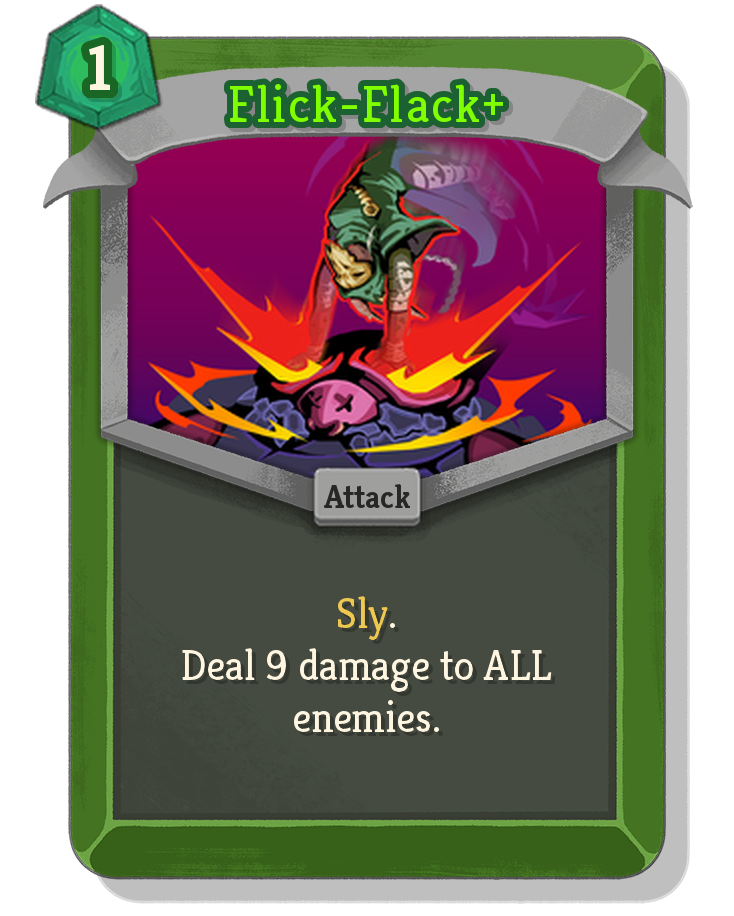 1
Flick-Flack+
Attack
Sly.
Deal 9 damage to ALL
enemies.